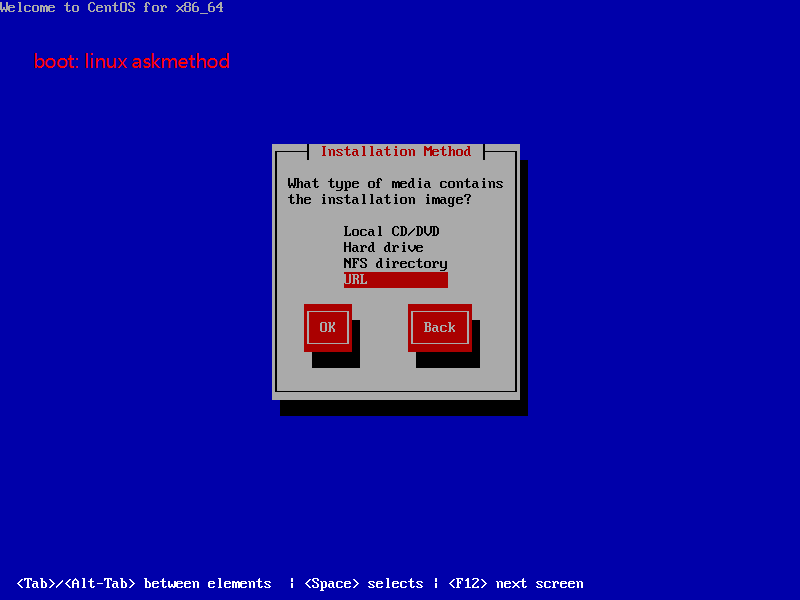 Welcome to CentOS for x86_64
boot: linux askmethod
Installation Method
What type of media contains
the installation image?
Local CD/DVD
Hard drive
NFS directory
URL
OK Back
<Tab>/<Alt-Tab> between elements | <Space> selects | <F12> next screen